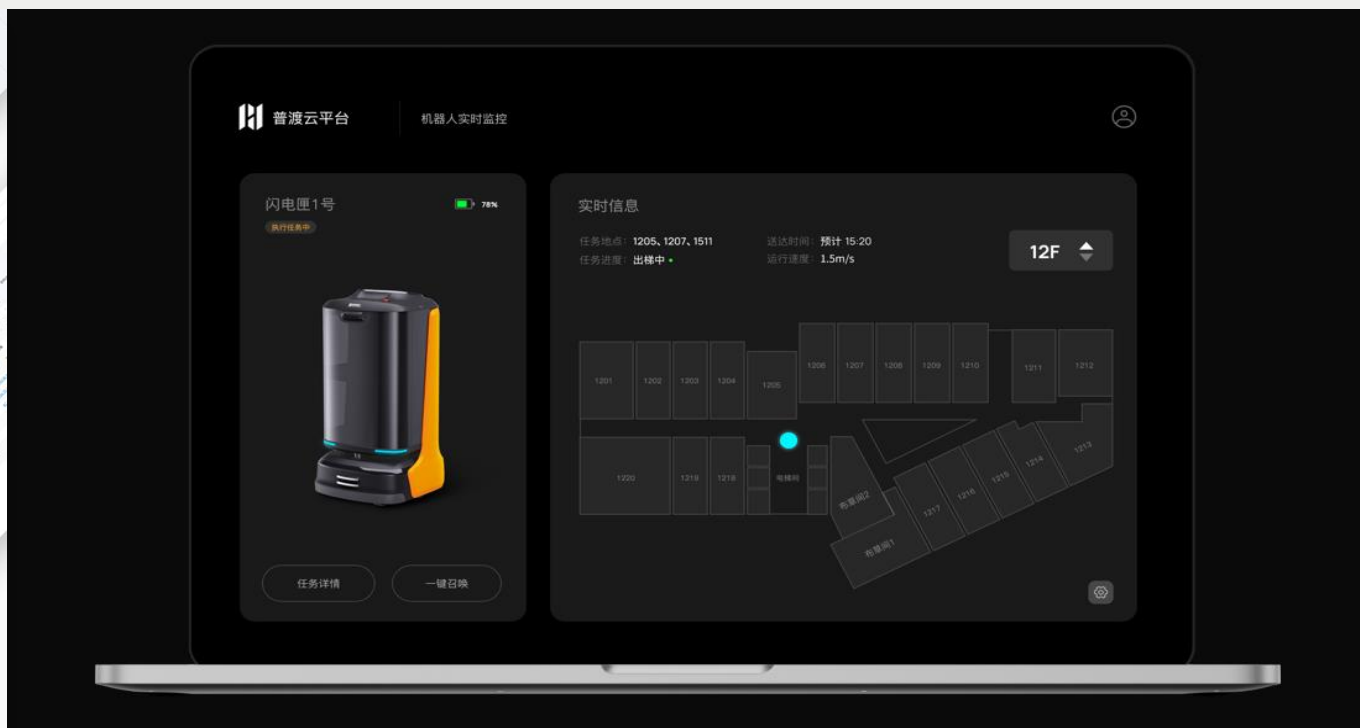 普渡云平台
机器人实时监控
闪电匣1号
78%
执行任务中
任务详情
一键召唤
实时信息
任务地点: 1205、1207、1511
送达时间: 预计 15:20
任务进度: 出梯中
运行速度: 1.5m/s
12F
1201
1202
1203
1204
1205
1206
1207
1208
1209
1210
1211
1212
1220
1219
1218
电梯间
布草间2
布草间1
1217
1216
1215
1214
1213